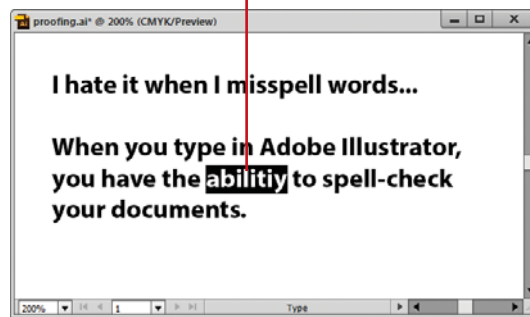 proofing.ai* @ 200% (CMYK/Preview)
I hate it when I misspell words...
When you type in Adobe Illustrator,
you have the abilitiy to spell-check
your documents.
200% 1 Type